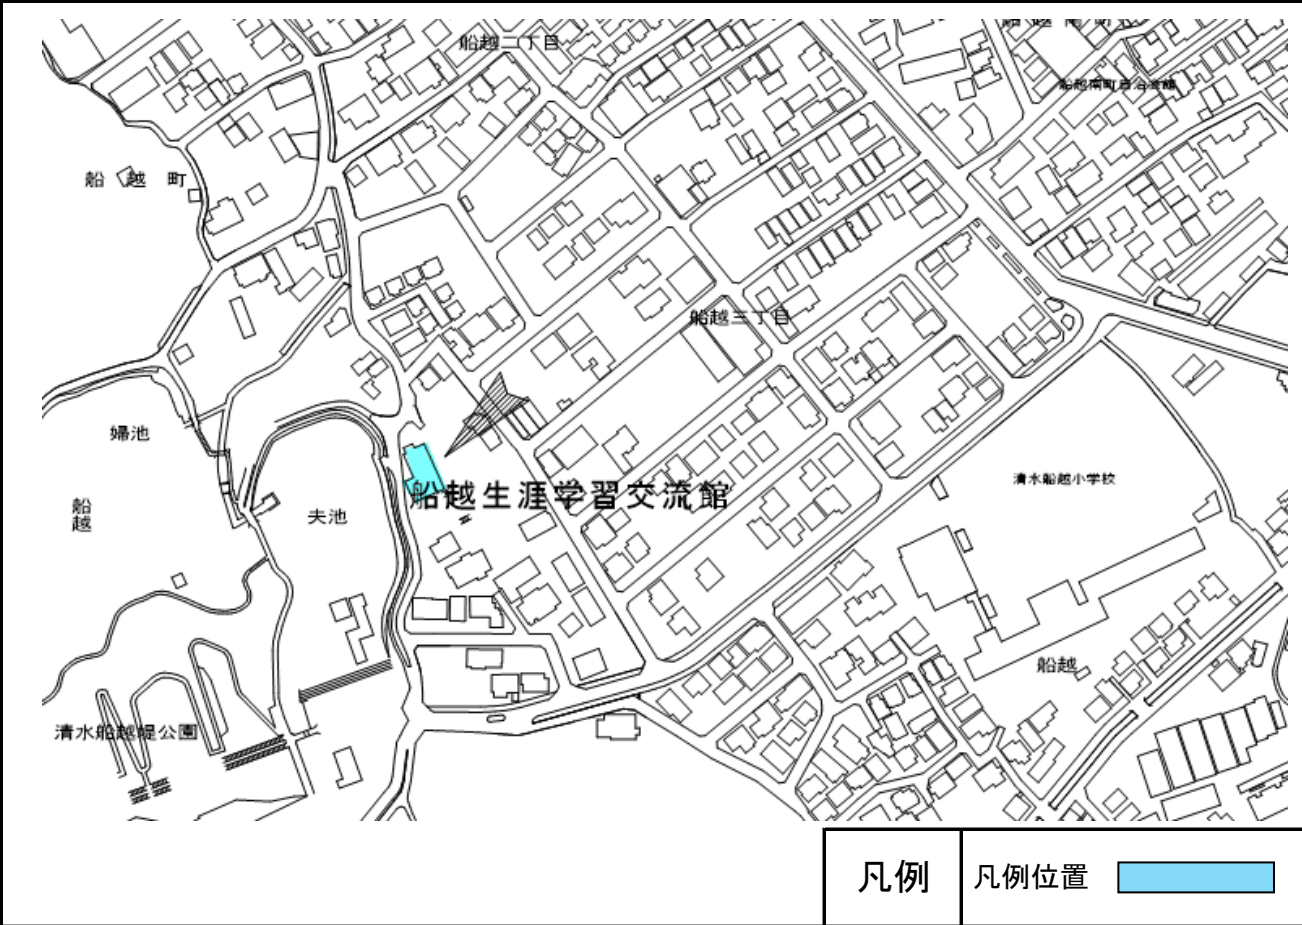 船越二丁目
船越南町自治会館
船越町
船越三丁目
婦池
清水船越小学校
船越生涯学習交流館
船越
夫池
船越
清水船越堤公園
凡例
凡例位置